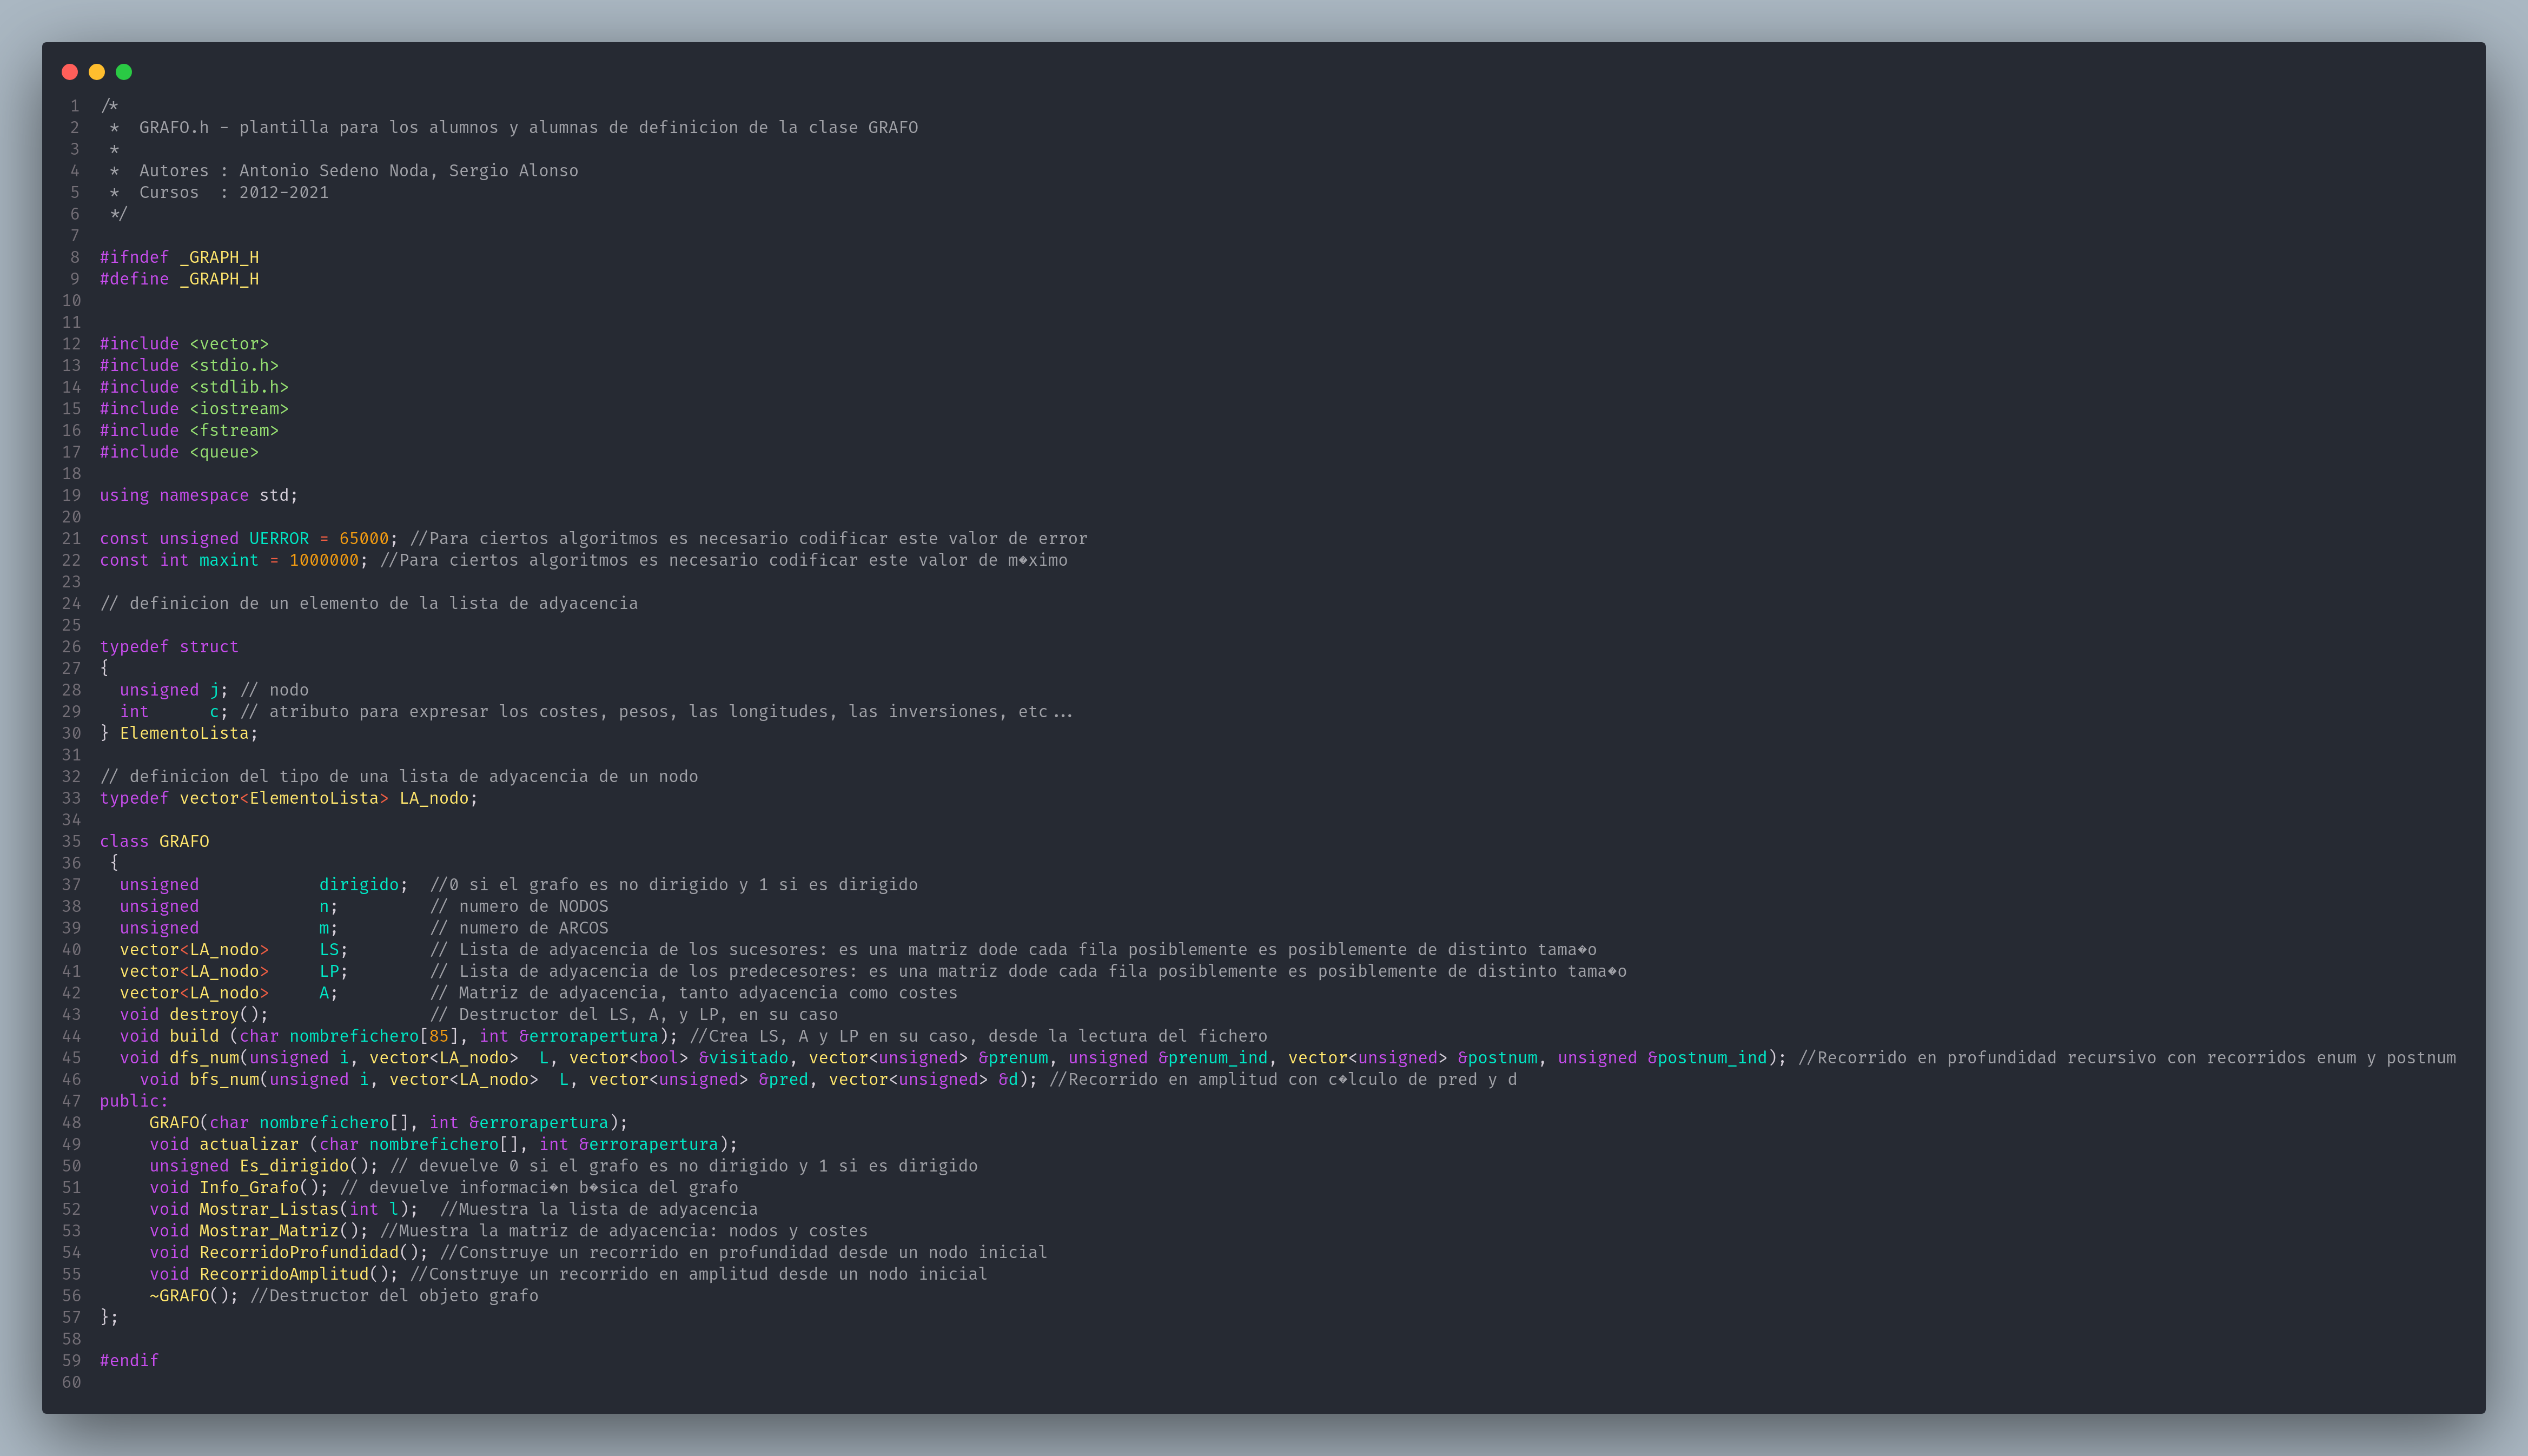 1 /*
2  *  GRAFO.h - plantilla para los alumnos y alumnas de definicion de la clase GRAFO
3  *
4  *  Autores : Antonio Sedeno Noda, Sergio Alonso
5  *  Cursos  : 2012-2021
6  */
7
8 #ifndef _GRAPH_H
9 #define _GRAPH_H
10
11
12 #include <vector>
13 #include <stdio.h>
14 #include <stdlib.h>
15 #include <iostream>
16 #include <fstream>
17 #include <queue>
18
19 using namespace std;
20
21 const unsigned UERROR = 65000; //Para ciertos algoritmos es necesario codificar este valor de error
22 const int maxint = 1000000; //Para ciertos algoritmos es necesario codificar este valor de m�ximo
23
24 // definicion de un elemento de la lista de adyacencia
25
26 typedef struct
27 {
28   unsigned j; // nodo
29   int      c; // atributo para expresar los costes, pesos, las longitudes, las inversiones, etc...
30 } ElementoLista;
31
32 // definicion del tipo de una lista de adyacencia de un nodo
33 typedef vector<ElementoLista> LA_nodo;
34
35 class GRAFO
36  {
37   unsigned            dirigido;  //0 si el grafo es no dirigido y 1 si es dirigido
38   unsigned            n;         // numero de NODOS
39   unsigned            m;         // numero de ARCOS
40   vector<LA_nodo>     LS;        // Lista de adyacencia de los sucesores: es una matriz dode cada fila posiblemente es posiblemente de distinto tama�o
41   vector<LA_nodo>     LP;        // Lista de adyacencia de los predecesores: es una matriz dode cada fila posiblemente es posiblemente de distinto tama�o
42   vector<LA_nodo>     A;         // Matriz de adyacencia, tanto adyacencia como costes
43   void destroy();                // Destructor del LS, A, y LP, en su caso
44   void build (char nombrefichero[85], int &errorapertura); //Crea LS, A y LP en su caso, desde la lectura del fichero
45   void dfs_num(unsigned i, vector<LA_nodo>  L, vector<bool> &visitado, vector<unsigned> &prenum, unsigned &prenum_ind, vector<unsigned> &postnum, unsigned &postnum_ind); //Recorrido en profundidad recursivo con recorridos enum y postnum
46     void bfs_num(unsigned i, vector<LA_nodo>  L, vector<unsigned> &pred, vector<unsigned> &d); //Recorrido en amplitud con c�lculo de pred y d
47 public:
48      GRAFO(char nombrefichero[], int &errorapertura);
49      void actualizar (char nombrefichero[], int &errorapertura);
50      unsigned Es_dirigido(); // devuelve 0 si el grafo es no dirigido y 1 si es dirigido
51      void Info_Grafo(); // devuelve informaci�n b�sica del grafo
52      void Mostrar_Listas(int l);  //Muestra la lista de adyacencia
53      void Mostrar_Matriz(); //Muestra la matriz de adyacencia: nodos y costes
54      void RecorridoProfundidad(); //Construye un recorrido en profundidad desde un nodo inicial
55      void RecorridoAmplitud(); //Construye un recorrido en amplitud desde un nodo inicial
56      ~GRAFO(); //Destructor del objeto grafo
57 };
58
59 #endif
60